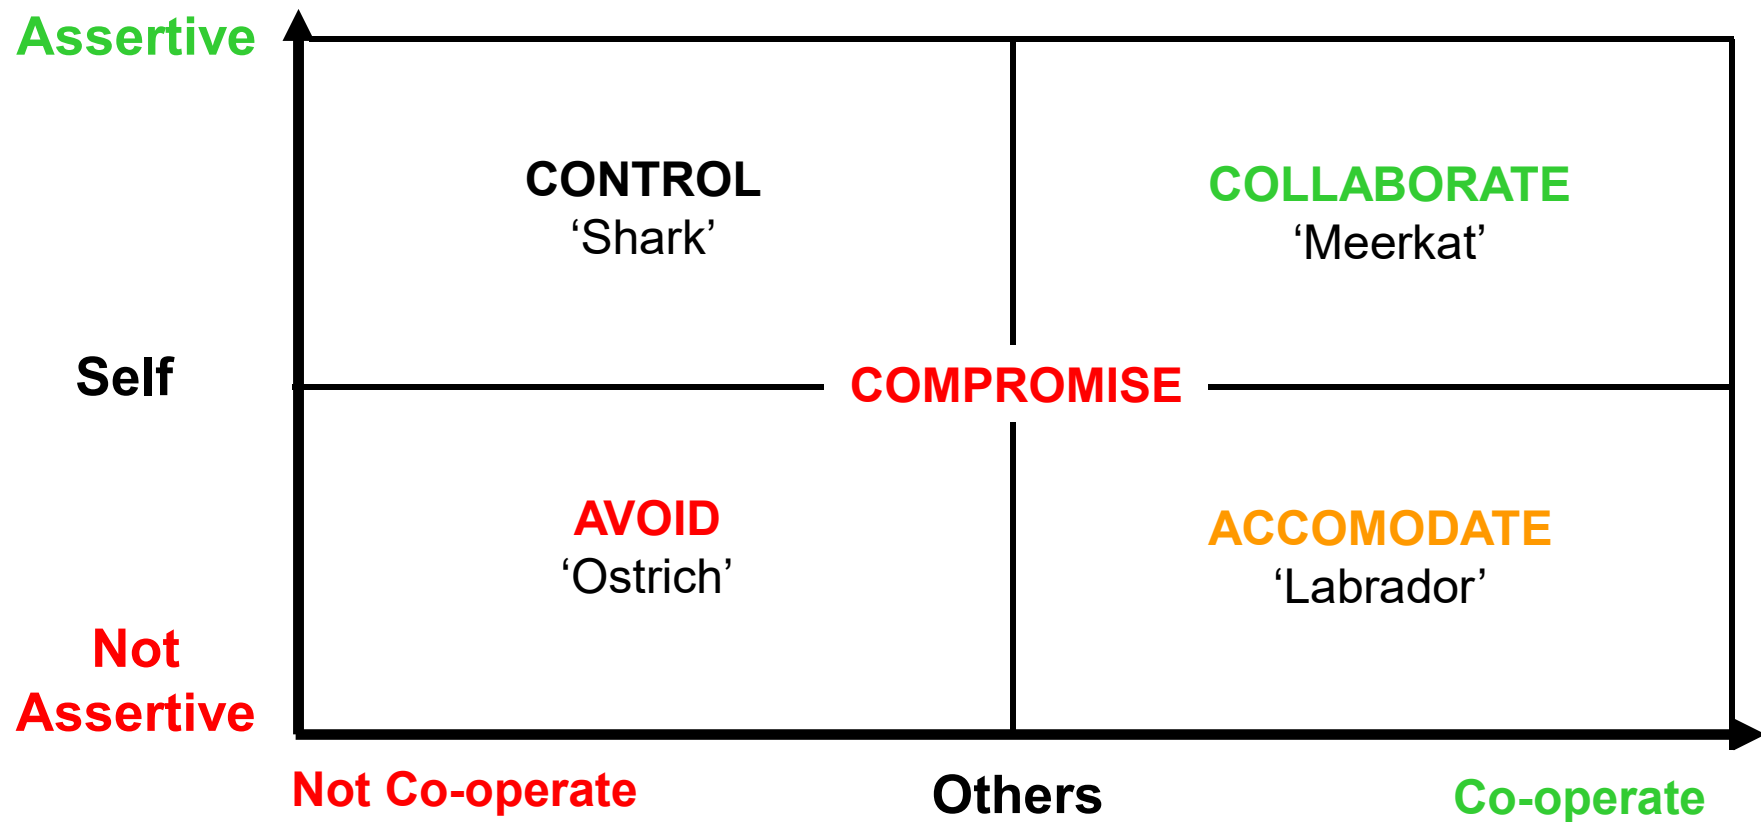 Assertive
CONTROL
‘Shark’
COLLABORATE
‘Meerkat’
Self
COMPROMISE
AVOID
‘Ostrich’
ACCOMODATE
‘Labrador’
Not
Assertive
Not Co-operate
Others
Co-operate